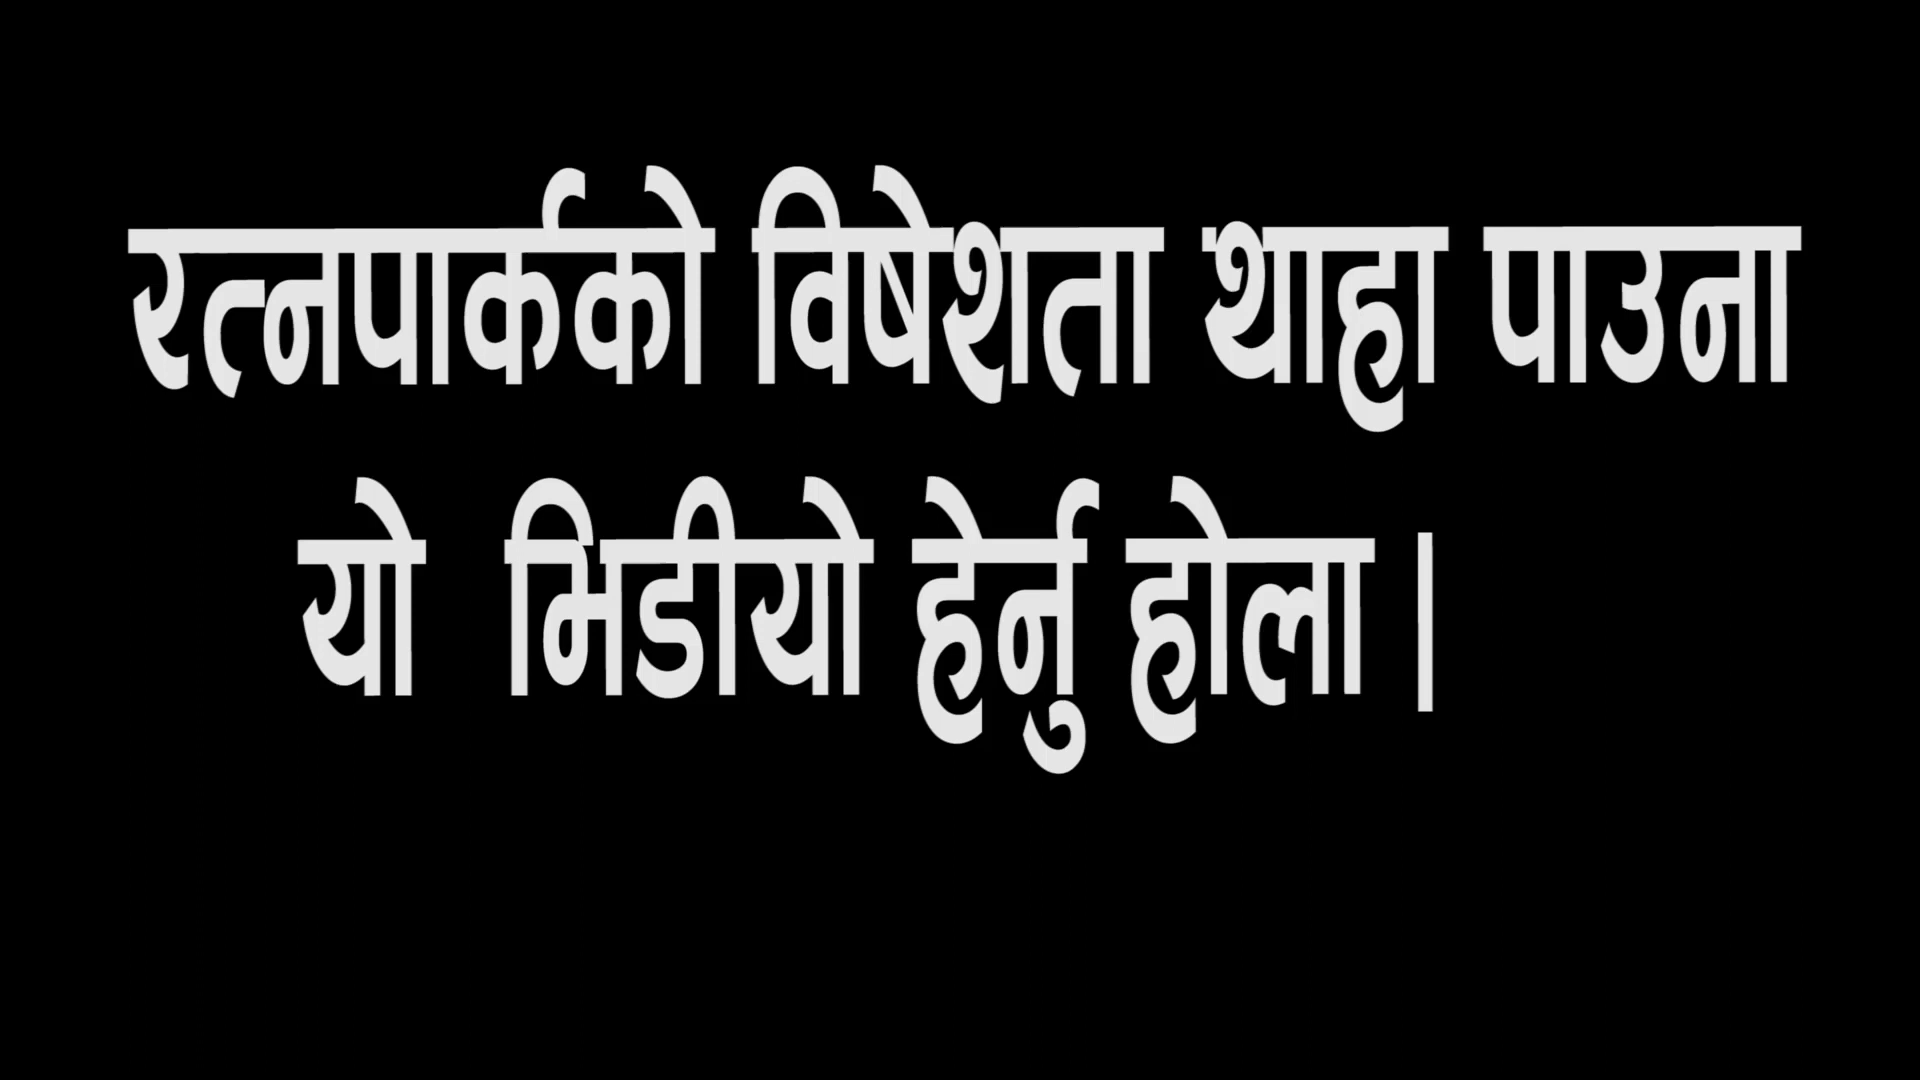 रत्नपार्कको विषेशता थाहा पाउना
यो भिडीयो हेर्नु होला |